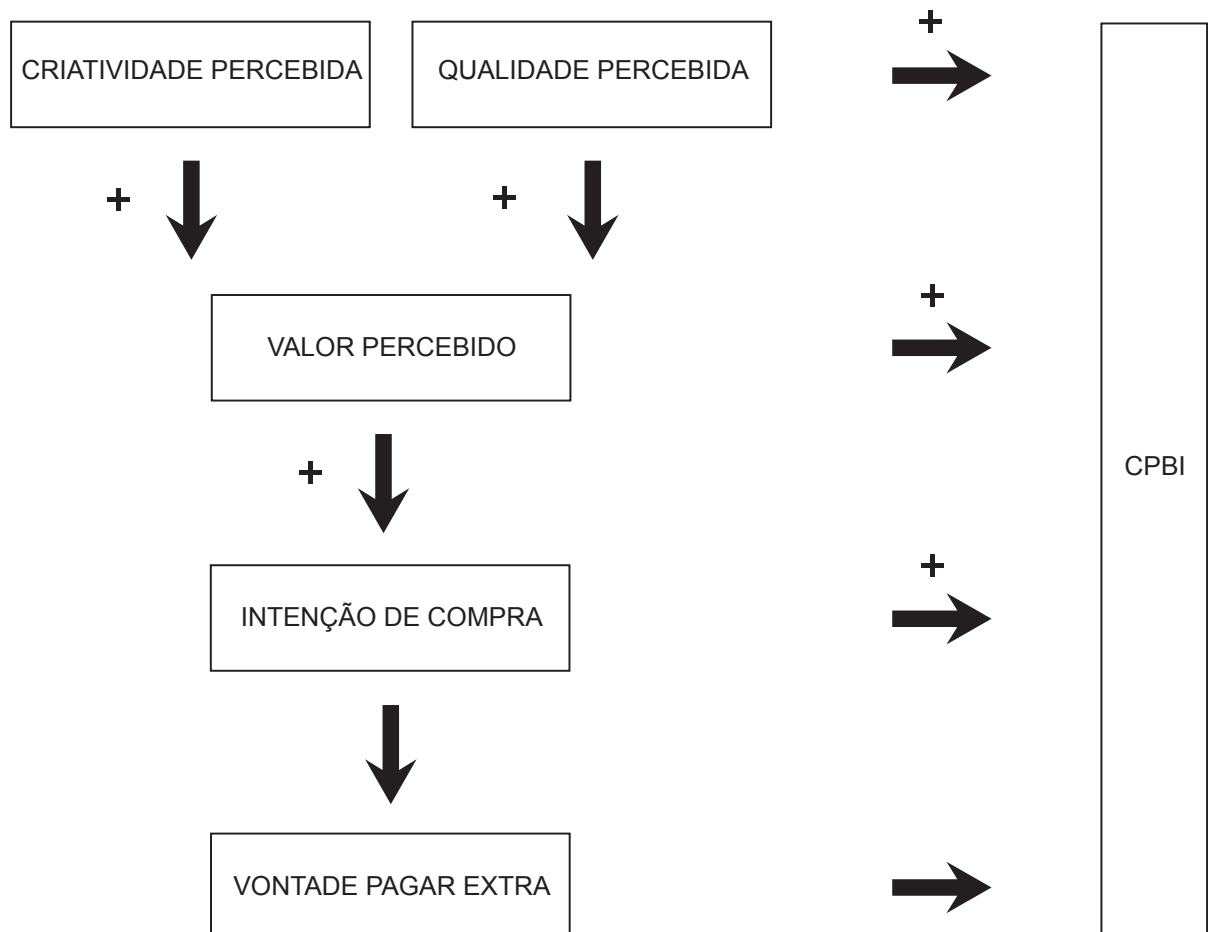 +
CRIATIVIDADE PERCEBIDA
QUALIDADE PERCEBIDA
+
+
+
VALOR PERCEBIDO
+
CPBI
+
INTENÇÃO DE COMPRA
VONTADE PAGAR EXTRA